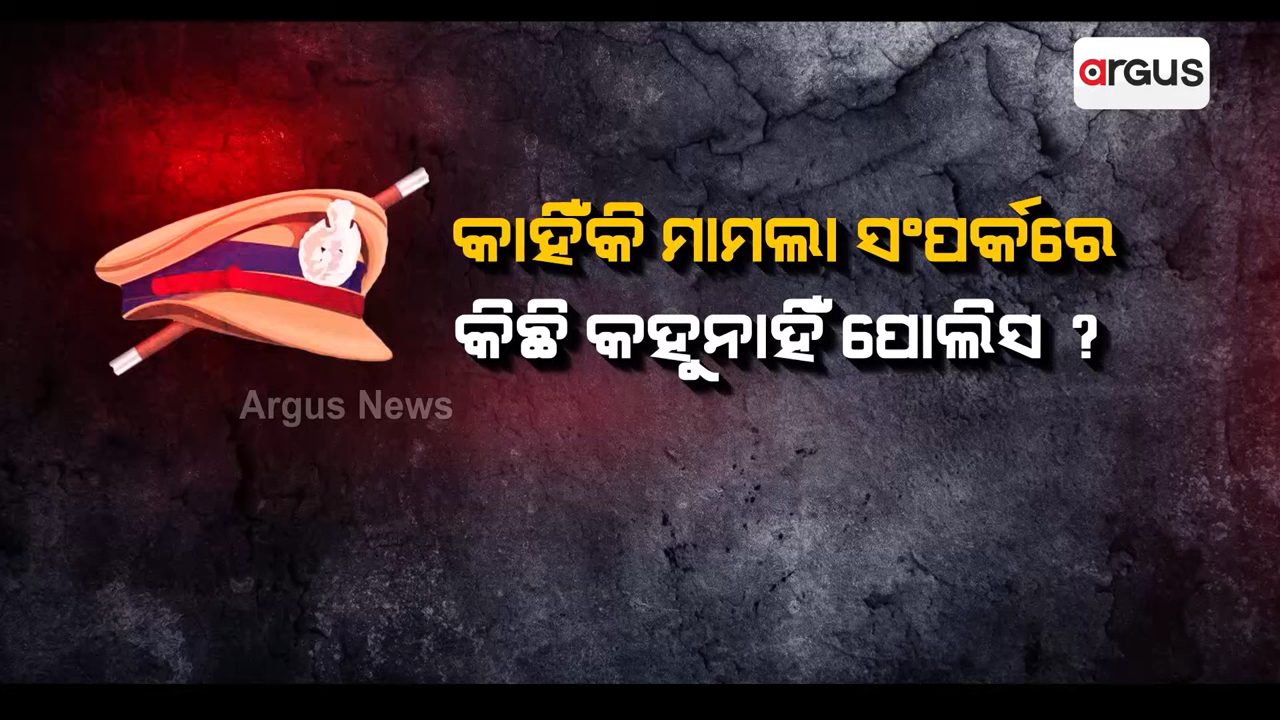 argus
କାହିଁକି ମାମଲା ସଂପର୍କରେ
କିଛି କହୁନାହିଁ ପୋଲିସ ?
Argus News